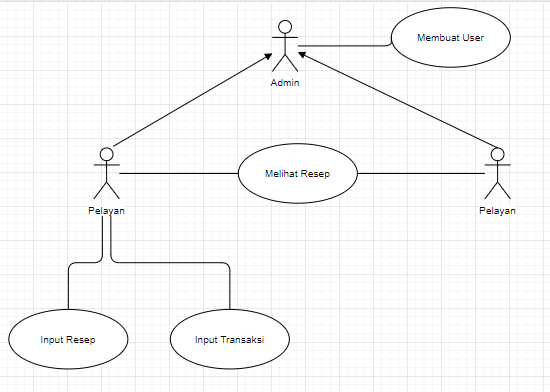 Membuat User
Admin
Melihat Resep
Pelayan
Pelayan
Input Resep
Input Transaksi